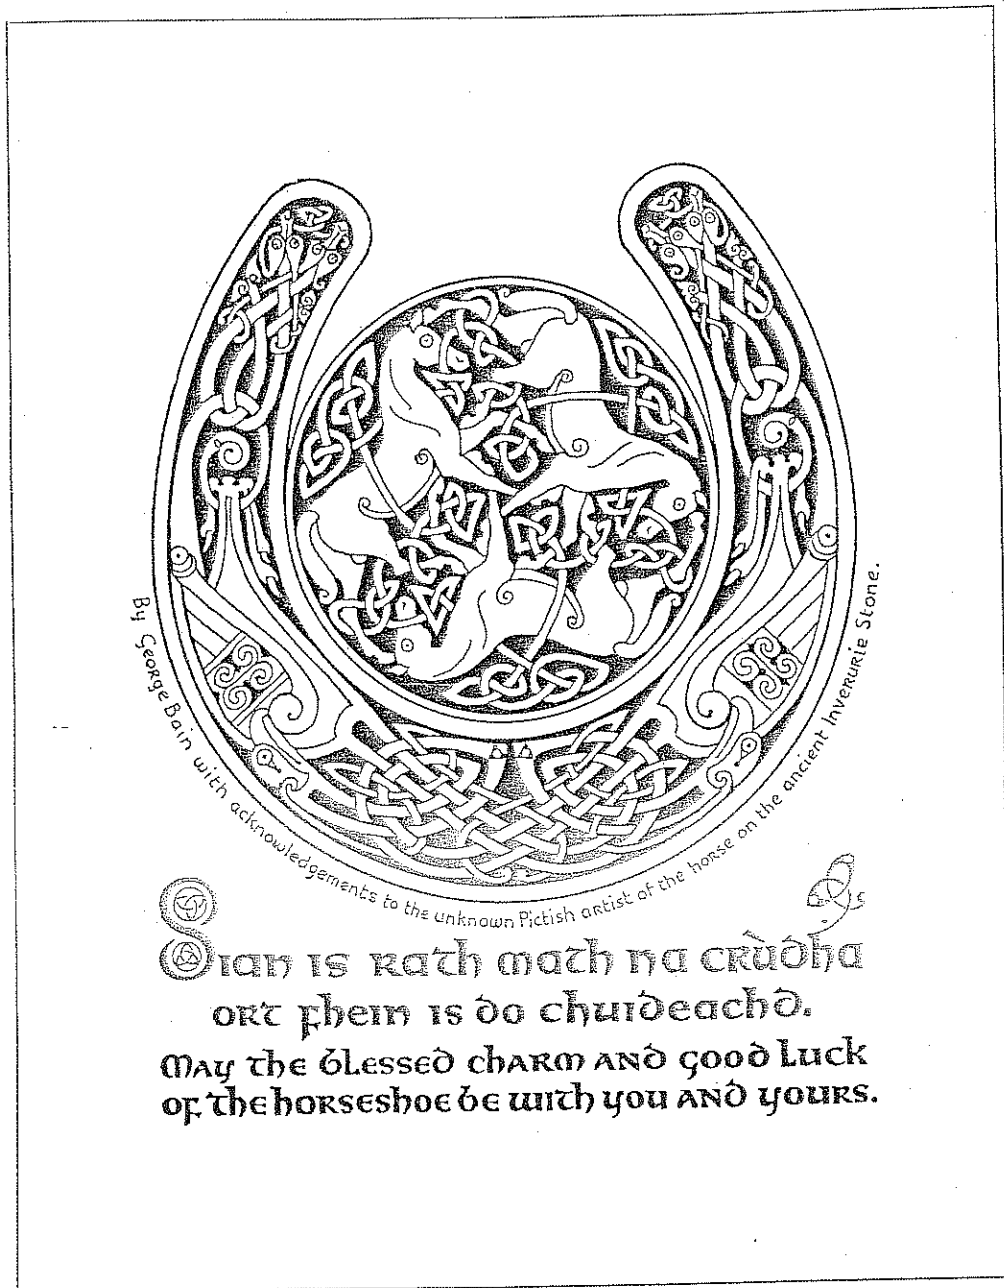 By George Bain with acknowledgements to the unknown Pictish artist of the horse on the ancient Inverurie Stone.
Sian is rath math na crùdha
ort fhein is do chuideachd.
May the blessed charm and good luck
of the horseshoe be with you and yours.